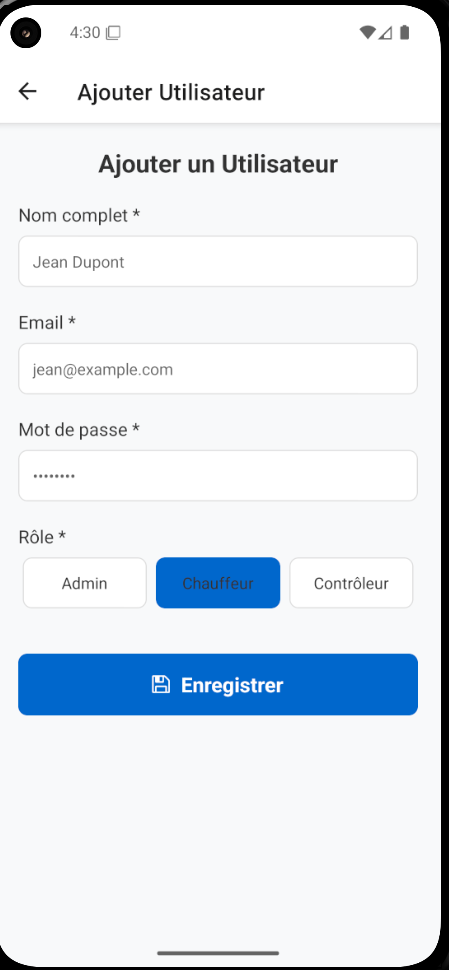 4:30
Ajouter Utilisateur
Ajouter un Utilisateur
Nom complet *
Jean Dupont
Email *
jean@example.com
Mot de passe *
••••••••
Rôle *
Admin Chauffeur Contrôleur
Enregistrer